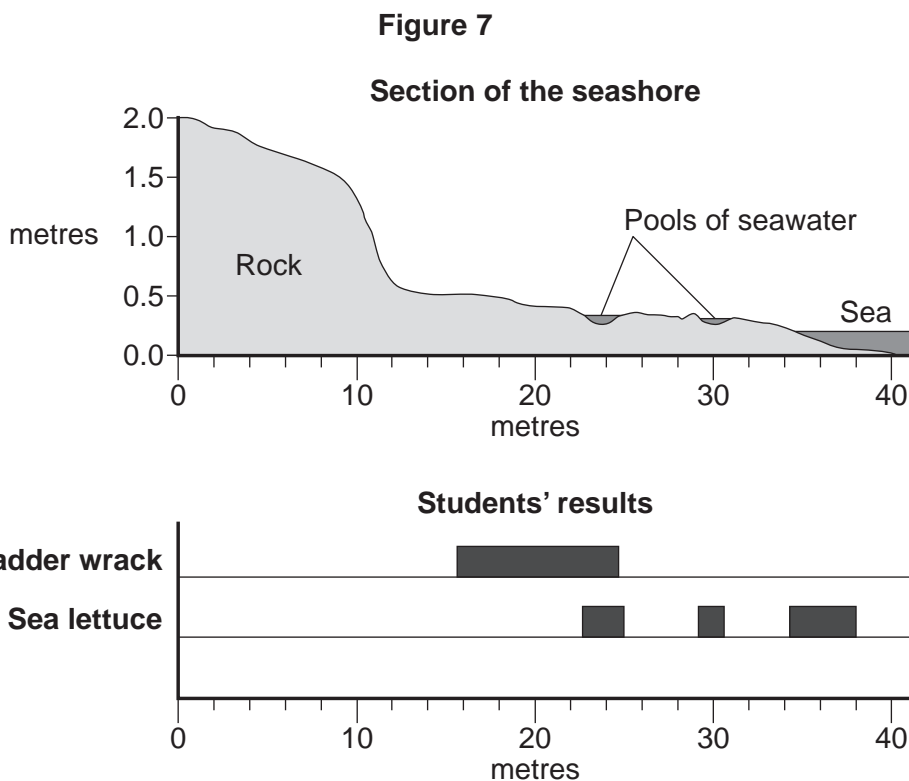 Figure 7
Section of the seashore
2.0
1.5
metres
1.0
Pools of seawater
Rock
0.5
Sea
0.0
0 10 20 30 40
metres
Students' results
adder wrack
Sea lettuce
0 10 20 30 40
metres